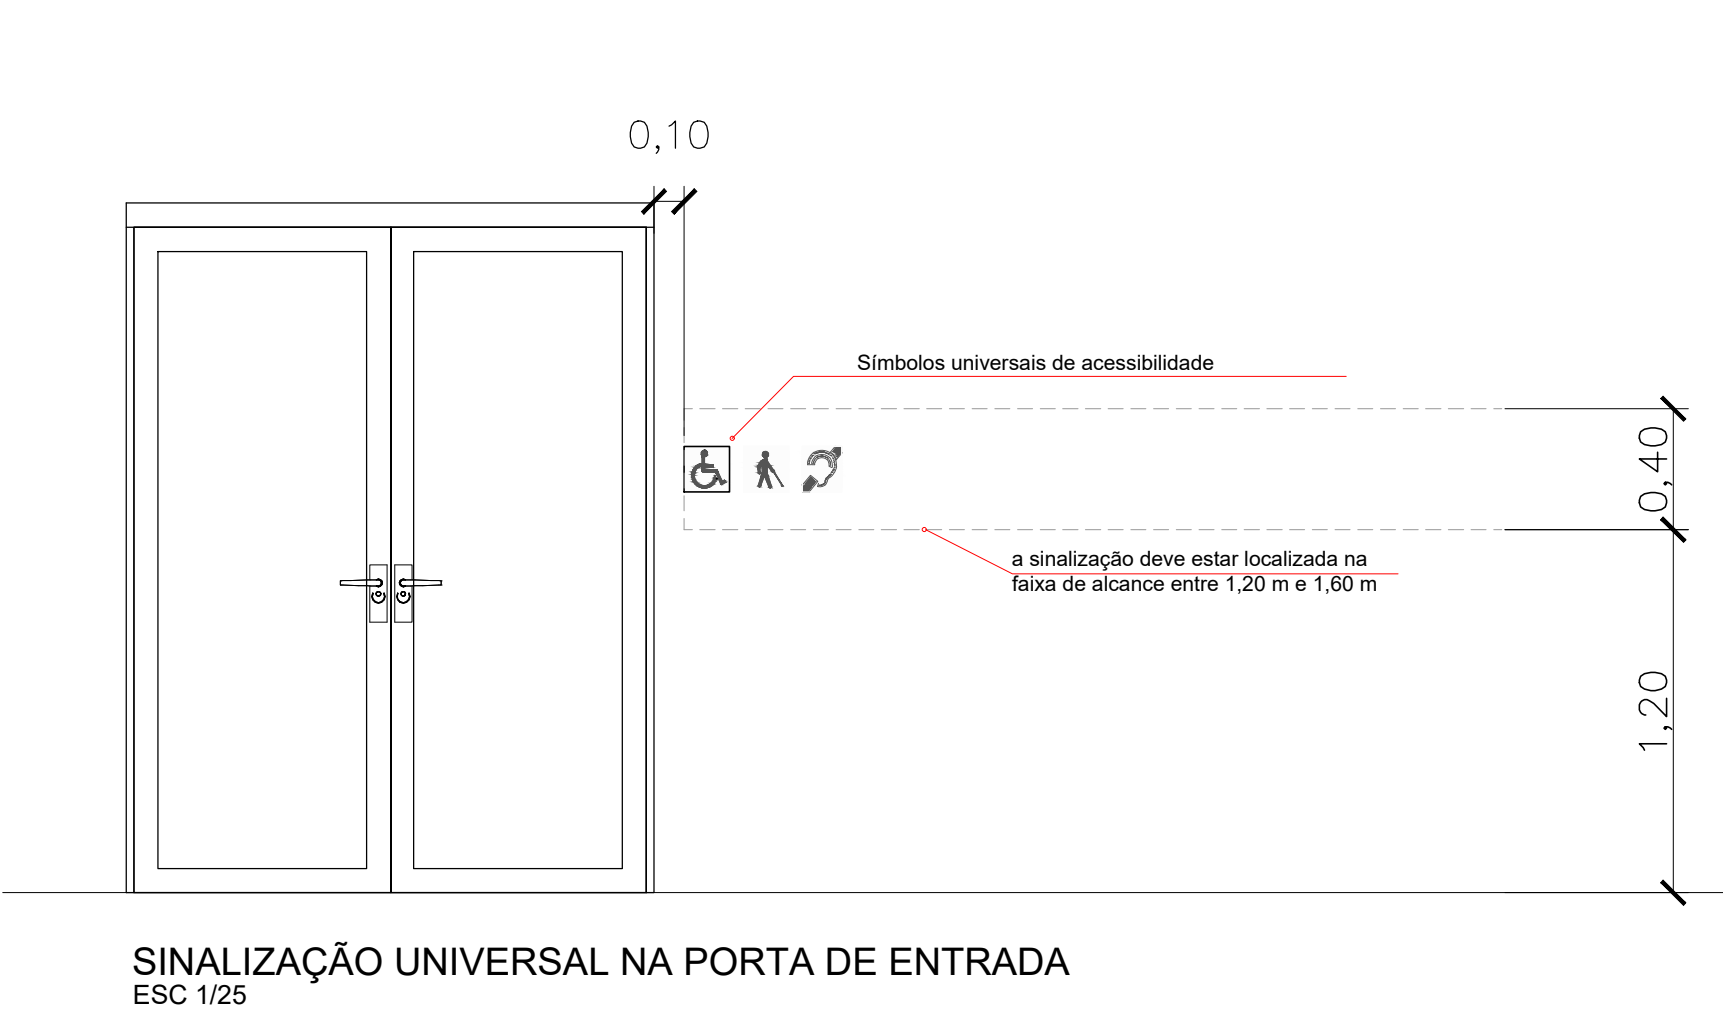 0,10
Símbolos universais de acessibilidade
0,40
a sinalização deve estar localizada na
faixa de alcance entre 1,20 m e 1,60 m
1,20
SINALIZAÇÃO UNIVERSAL NA PORTA DE ENTRADA
ESC 1/25